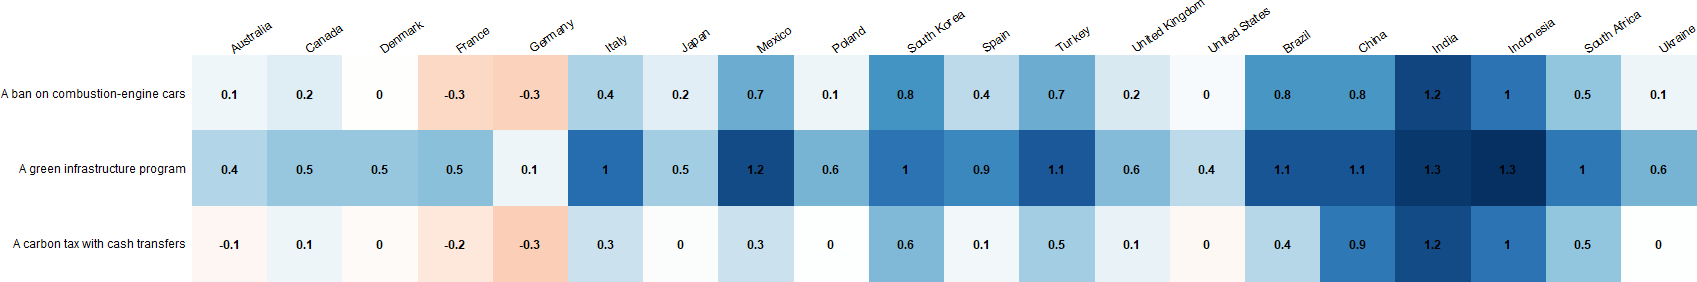 Australia Canada Denmark France Germany Italy Japan Mexico Poland South Korea Spain Turkey United Kingdom United States Brazil China India Indonesia South Africa Ukraine
A ban on combustion-engine cars 0.1 0.2 0 -0.3 -0.3 0.4 0.2 0.7 0.1 0.8 0.4 0.7 0.2 0 0.8 0.8 1.2 1 0.5 0.1
A green infrastructure program 0.4 0.5 0.5 0.5 0.1 1 0.5 1.2 0.6 1 0.9 1.1 0.6 0.4 1.1 1.1 1.3 1.3 1 0.6
A carbon tax with cash transfers -0.1 0.1 0 -0.2 -0.3 0.3 0 0.3 0 0.6 0.1 0.5 0.1 0 0.4 0.9 1.2 1 0.5 0